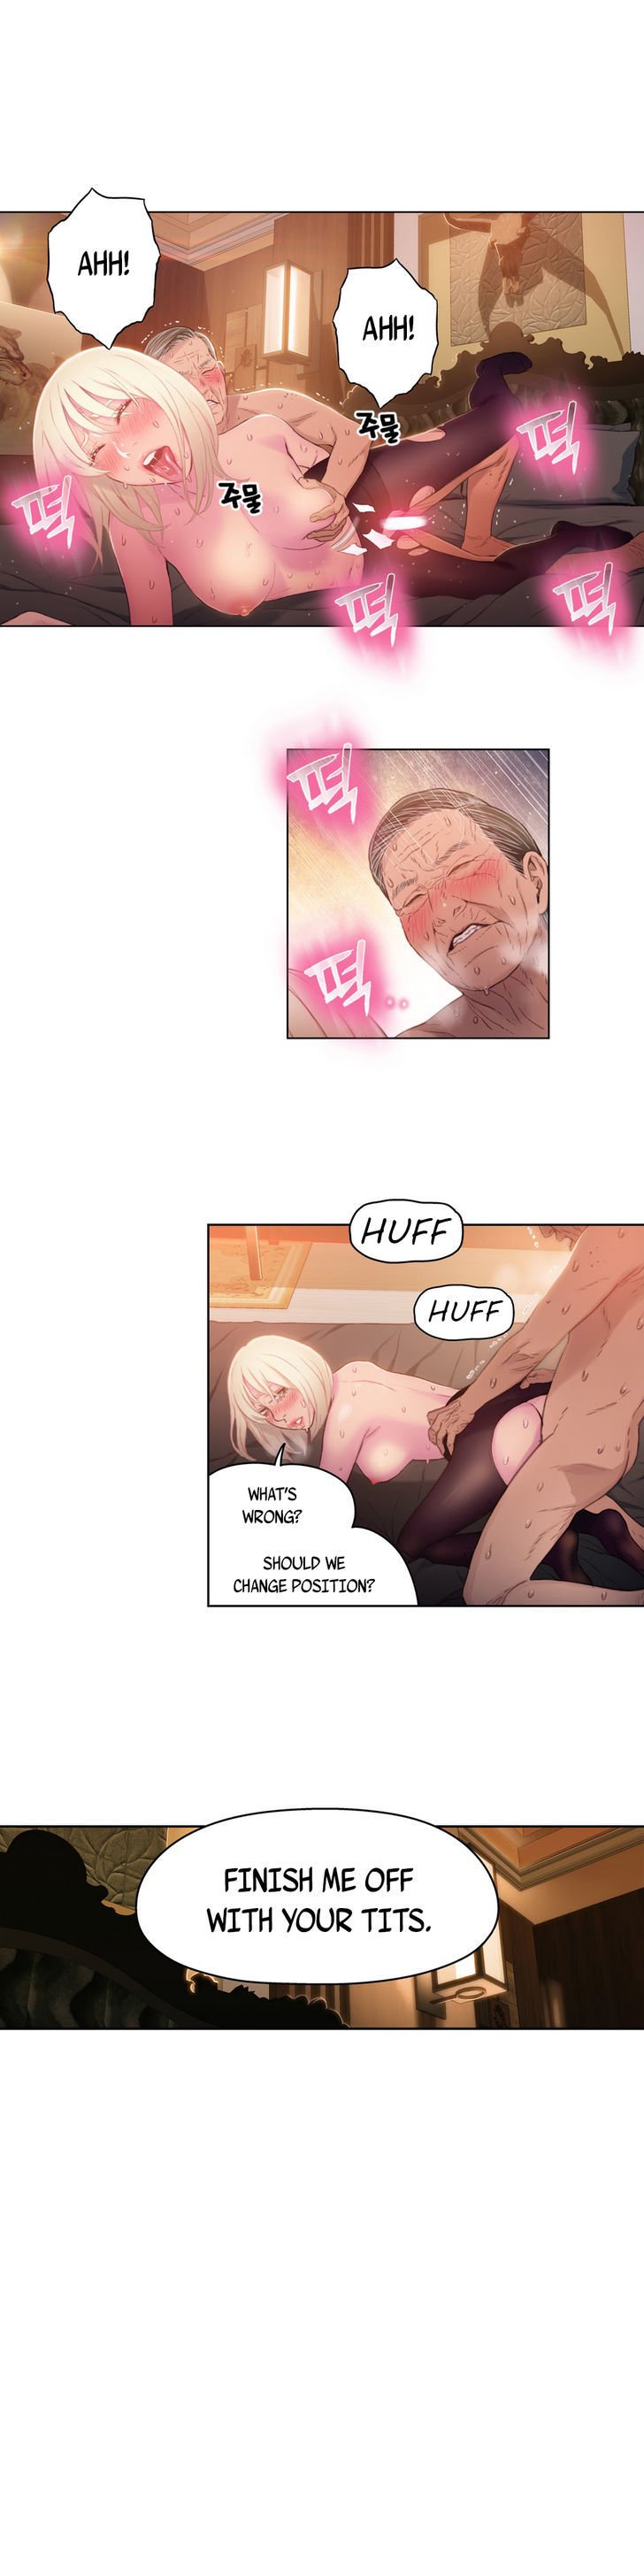 AHH!
AHH!
주물
주물
떡
떡
떡
떡
떡
떡
HUFF
HUFF
WHAT'S
WRONG?
SHOULD WE
CHANGE POSITION?
FINISH ME OFF
WITH YOUR TITS.